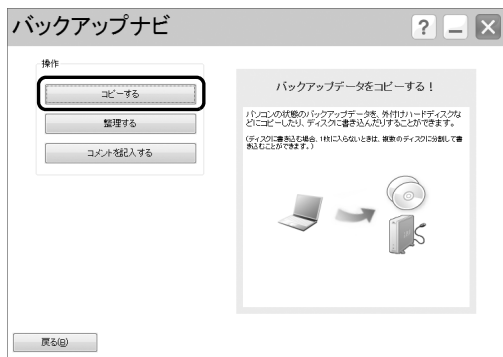 バックアップナビ
操作
コピーする
整理する
コメントを記入する
戻る(B)
バックアップデータをコピーする！
パソコンの状態のバックアップデータを、外付けハードディスクな
どにコピーしたり、ディスクに書き込んだりすることができます。
(ディスクに書き込む場合、1枚に入らないときは、複数のディスクに分割して書
き込むことができます。)